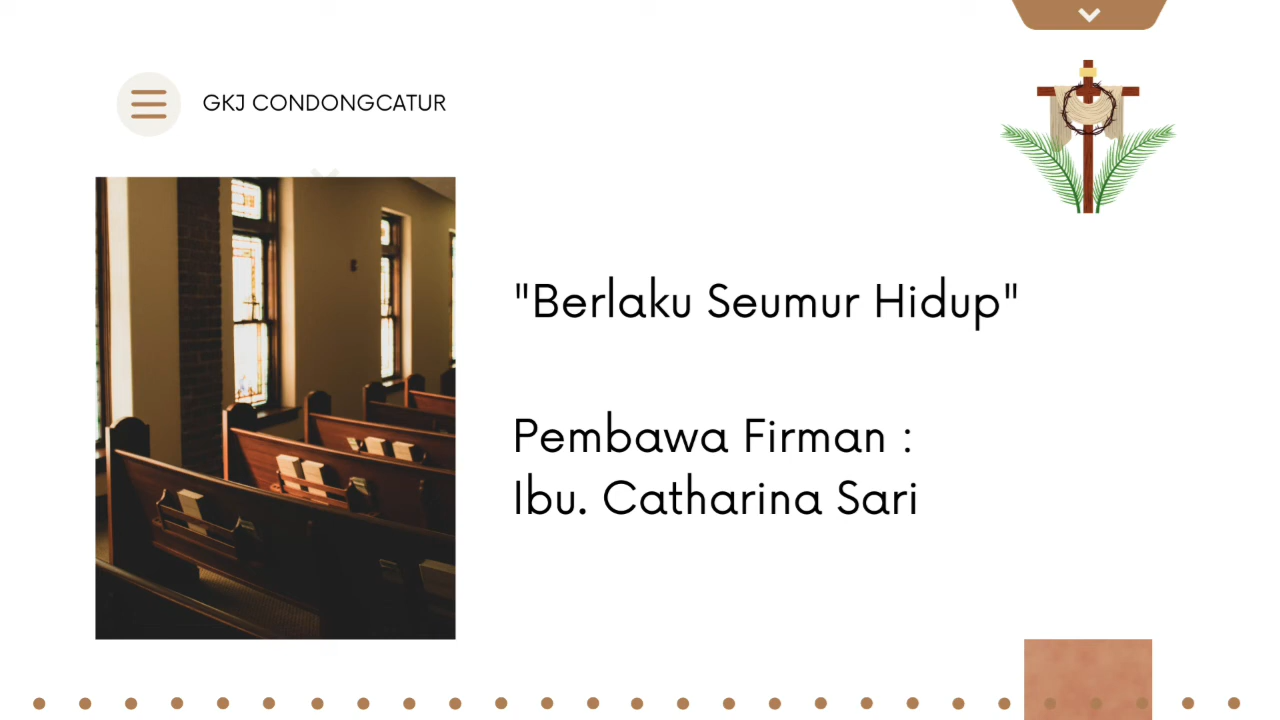 GKJ CONDONGCATUR
"Berlaku Seumur Hidup"
Pembawa Firman :
Ibu. Catharina Sari